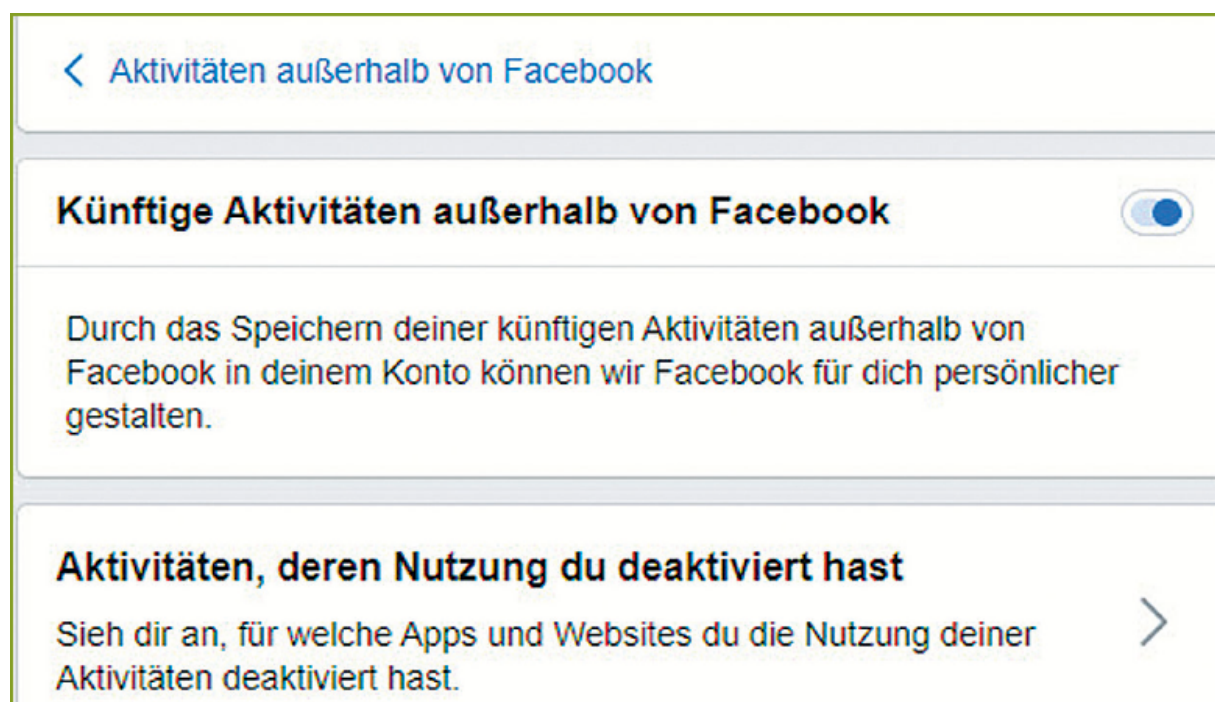 Aktivitäten außerhalb von Facebook
Künftige Aktivitäten außerhalb von Facebook
Durch das Speichern deiner künftigen Aktivitäten außerhalb von
Facebook in deinem Konto können wir Facebook für dich persönlicher
gestalten.
Aktivitäten, deren Nutzung du deaktiviert hast
Sieh dir an, für welche Apps und Websites du die Nutzung deiner
Aktivitäten deaktiviert hast.